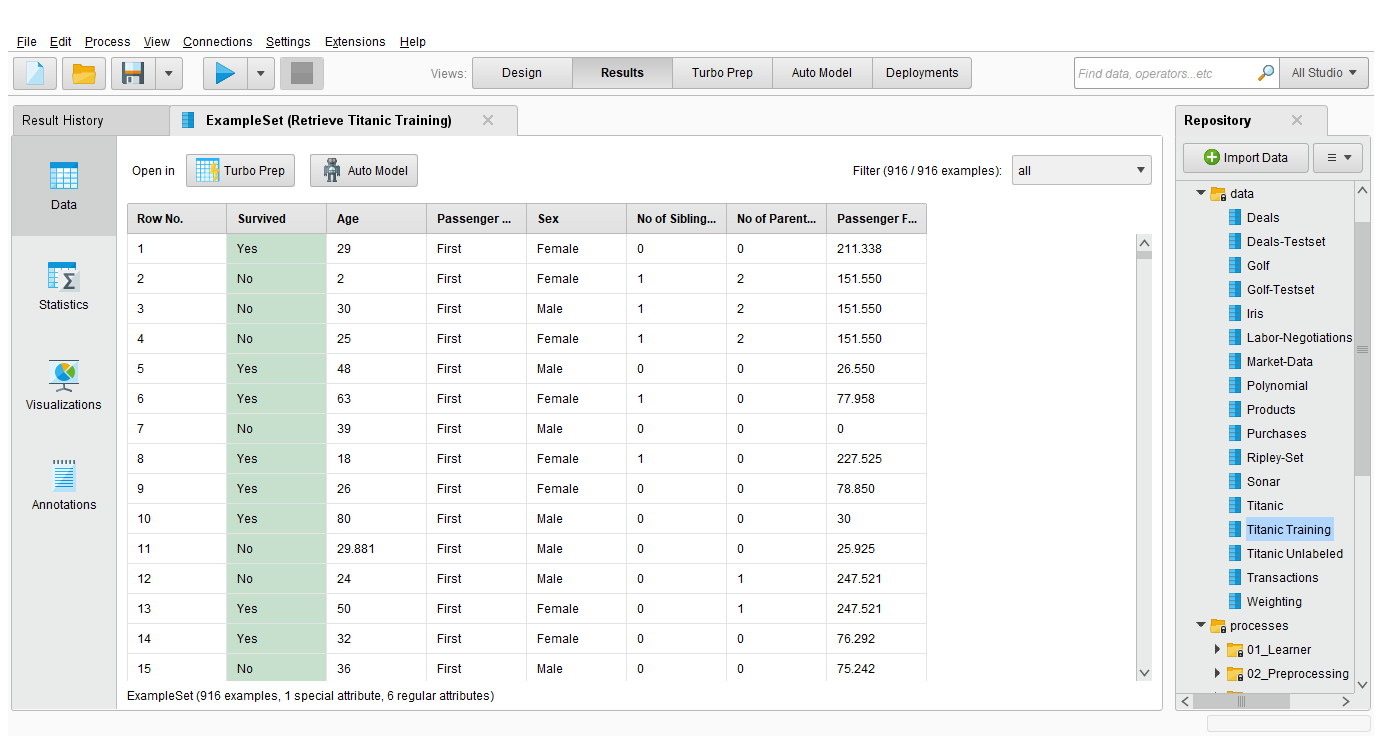 File Edit Process View Connections Settings Extensions Help
Views: Design Results Turbo Prep Auto Model Deployments Find data, operators...etc All Studio
Result History ExampleSet (Retrieve Titanic Training)
Open in Turbo Prep Auto Model Filter (916 / 916 examples): all
Data
Statistics
Visualizations
Annotations
Row No. Survived Age Passenger ... Sex No of Sibling... No of Parent... Passenger F...
1 Yes 29 First Female 0 0 211.338
2 No 2 First Female 1 2 151.550
3 No 30 First Male 1 2 151.550
4 No 25 First Female 1 2 151.550
5 Yes 48 First Male 0 0 26.550
6 Yes 63 First Female 1 0 77.958
7 No 39 First Male 0 0 0
8 Yes 18 First Female 1 0 227.525
9 Yes 26 First Female 0 0 78.850
10 Yes 80 First Male 0 0 30
11 No 29.881 First Male 0 0 25.925
12 No 24 First Male 0 1 247.521
13 Yes 50 First Female 0 1 247.521
14 Yes 32 First Female 0 0 76.292
15 No 36 First Male 0 0 75.242
ExampleSet (916 examples, 1 special attribute, 6 regular attributes)
Repository
Import Data
data
Deals
Deals-Testset
Golf
Golf-Testset
Iris
Labor-Negotiations
Market-Data
Polynomial
Products
Purchases
Ripley-Set
Sonar
Titanic
Titanic Training
Titanic Unlabeled
Transactions
Weighting
processes
01_Learner
02_Preprocessing